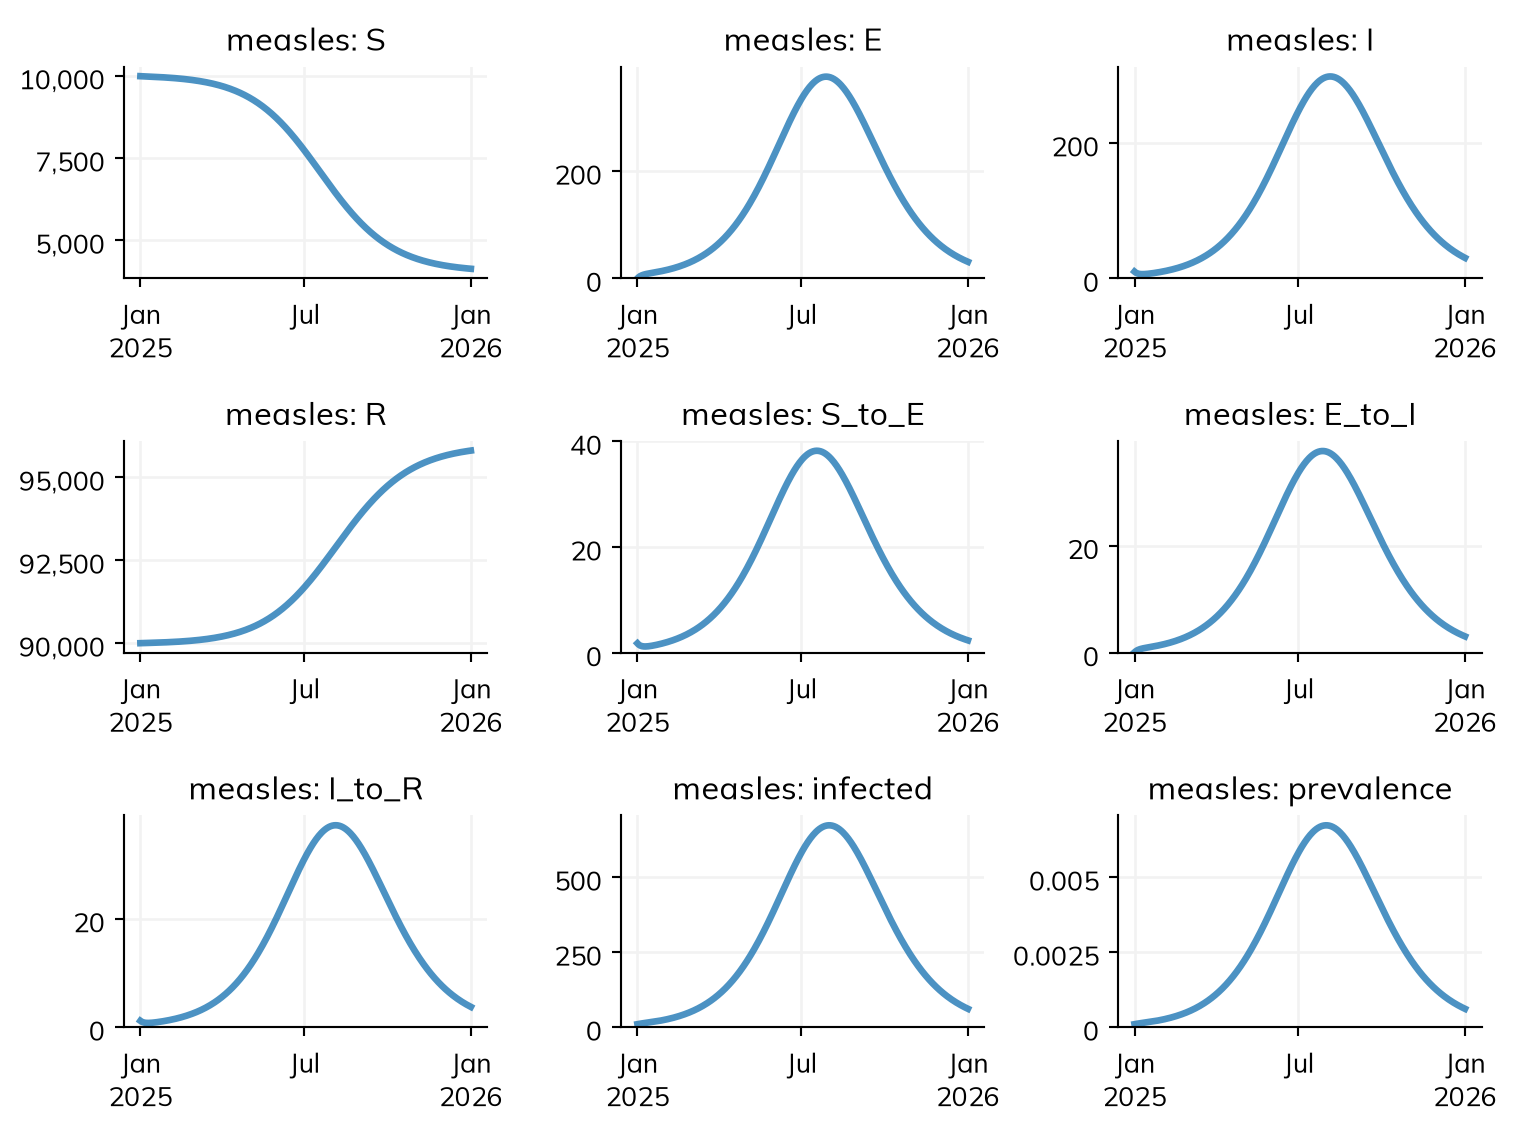 measles: S
10,000
7,500
5,000
Jan
2025
Jul
Jan
2026
measles: E
200
0
Jan
2025
Jul
Jan
2026
measles: I
200
0
Jan
2025
Jul
Jan
2026
measles: R
95,000
92,500
90,000
Jan
2025
Jul
Jan
2026
measles: S_to_E
40
20
0
Jan
2025
Jul
Jan
2026
measles: E_to_I
20
0
Jan
2025
Jul
Jan
2026
measles: I_to_R
20
0
Jan
2025
Jul
Jan
2026
measles: infected
500
250
0
Jan
2025
Jul
Jan
2026
measles: prevalence
0.005
0.0025
0
Jan
2025
Jul
Jan
2026